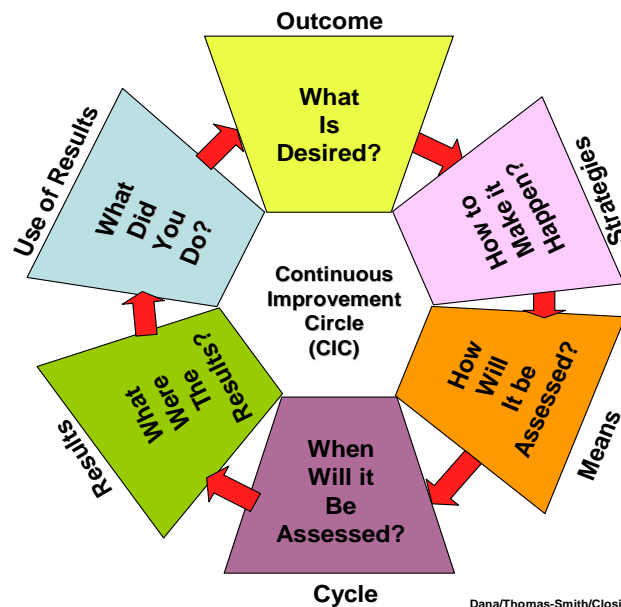 Outcome
What
Is
Desired?
Strategies
How to
Make it
Happen?
Means
How
Will
It be
Assessed?
Cycle
When
Will it
Be
Assessed?
Results
What
Were
The
Results?
Use of Results
What
Did
You
Do?
Continuous
Improvement
Circle
(CIC)
Dana/Thomas-Smith/Closi